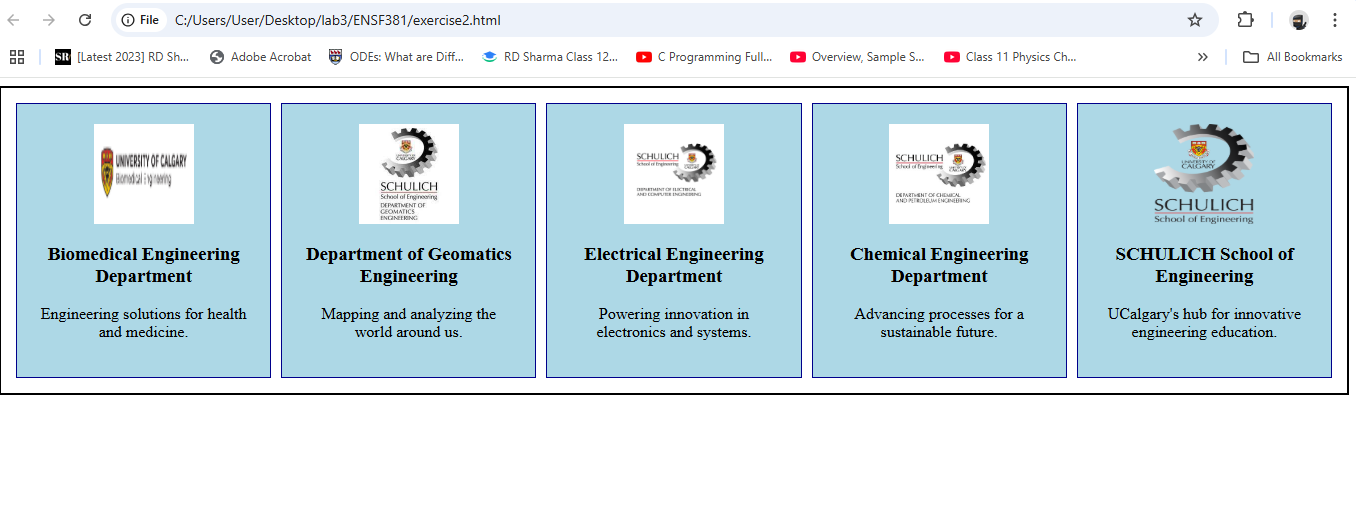 File
C:/Users/User/Desktop/lab3/ENSF381/exercise2.html
SR
[Latest 2023] RD Sh...
Adobe Acrobat
ODEs: What are Diff...
RD Sharma Class 12...
C Programming Full...
Overview, Sample S...
Class 11 Physics Ch...
All Bookmarks
UNIVERSITY OF CALGARY
Biomedical Engineering
Biomedical Engineering
Department
Engineering solutions for health
and medicine.
UNIVERSITY OF
CALGARY
SCHULICH
School of Engineering
DEPARTMENT OF
GEOMATICS
ENGINEERING
Department of Geomatics
Engineering
Mapping and analyzing the
world around us.
SCHULICH
School of Engineering
DEPARTMENT OF ELECTRICAL
AND COMPUTER ENGINEERING
Electrical Engineering
Department
Powering innovation in
electronics and systems.
SCHULICH
School of Engineering
DEPARTMENT OF CHEMICAL
AND PETROLEUM ENGINEERING
Chemical Engineering
Department
Advancing processes for a
sustainable future.
UNIVERSITY OF
CALGARY
SCHULICH
School of Engineering
SCHULICH School of
Engineering
UCalgary's hub for innovative
engineering education.